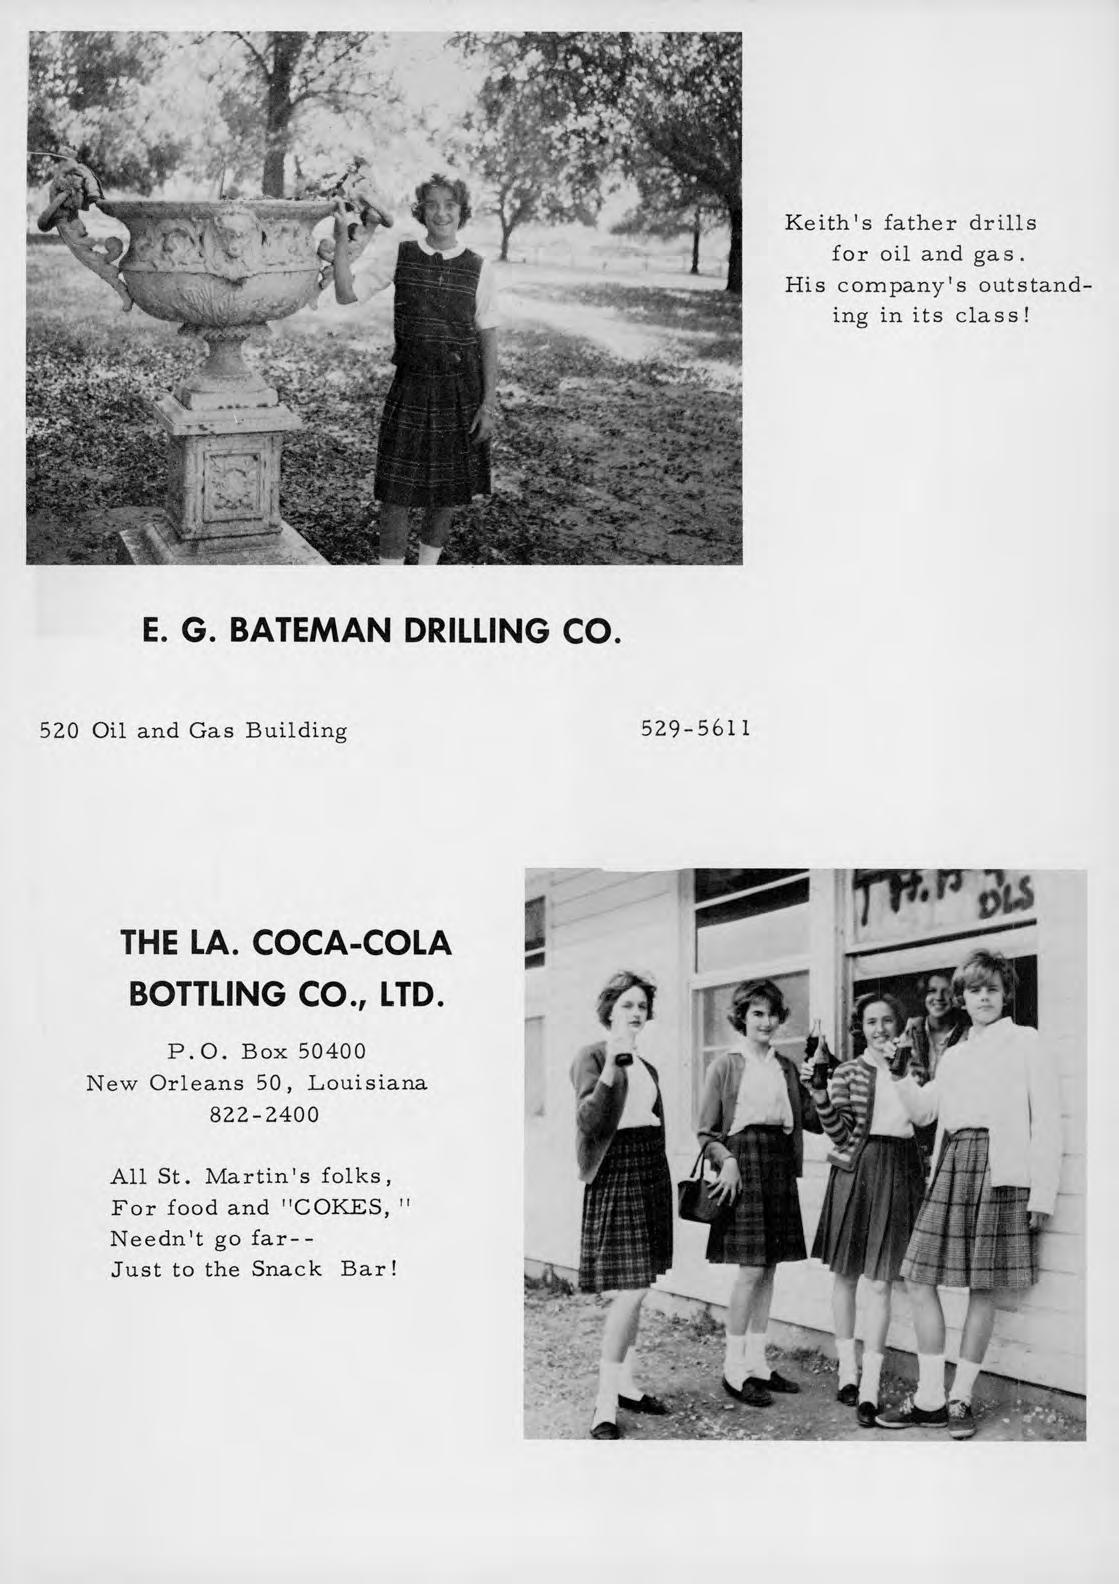 Keith's father drills
for oil and gas.
His company's outstand-
ing in its class!
E. G. BATEMAN DRILLING CO.
520 Oil and Gas Building
529-5611
THE LA. COCA-COLA
BOTTLING CO., LTD.
P.O. Box 50400
New Orleans 50, Louisiana
822-2400
All St. Martin's folks,
For food and "COKES,"
Needn't go far--
Just to the Snack Bar!
DLS